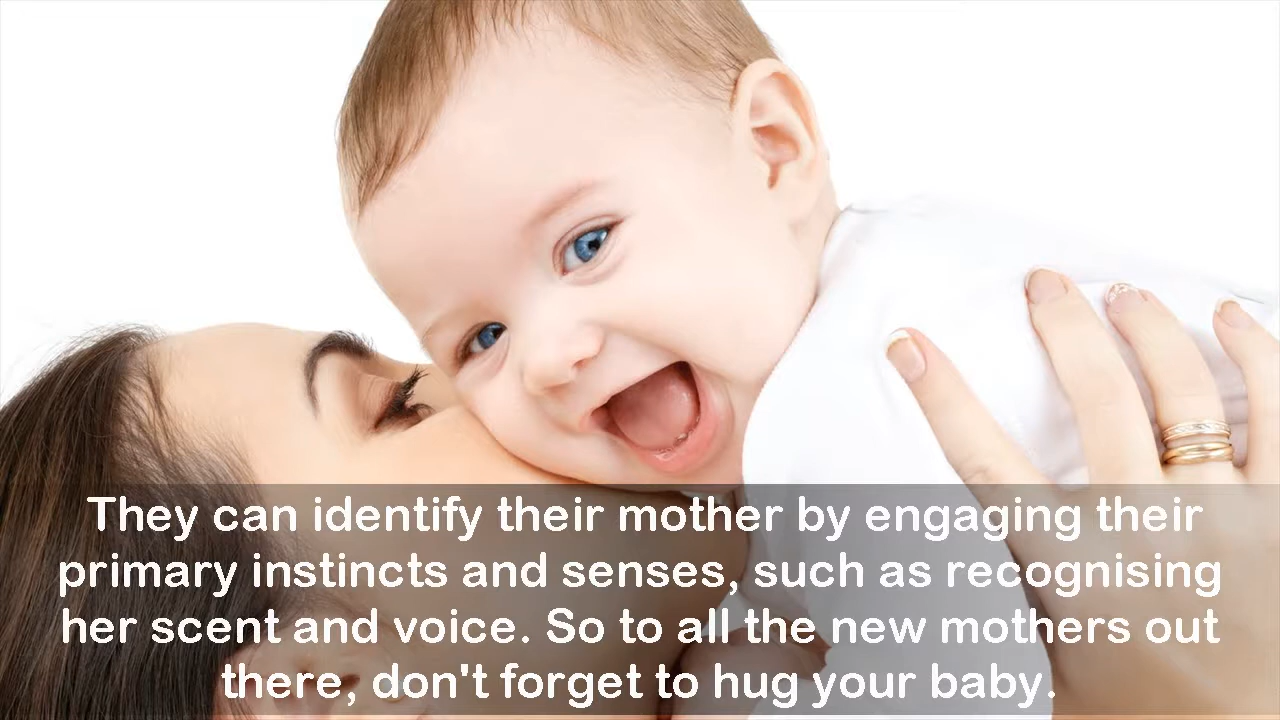 They can identify their mother by engaging their
primary instincts and senses, such as recognising
her scent and voice. So to all the new mothers out
there, don't forget to hug your baby.